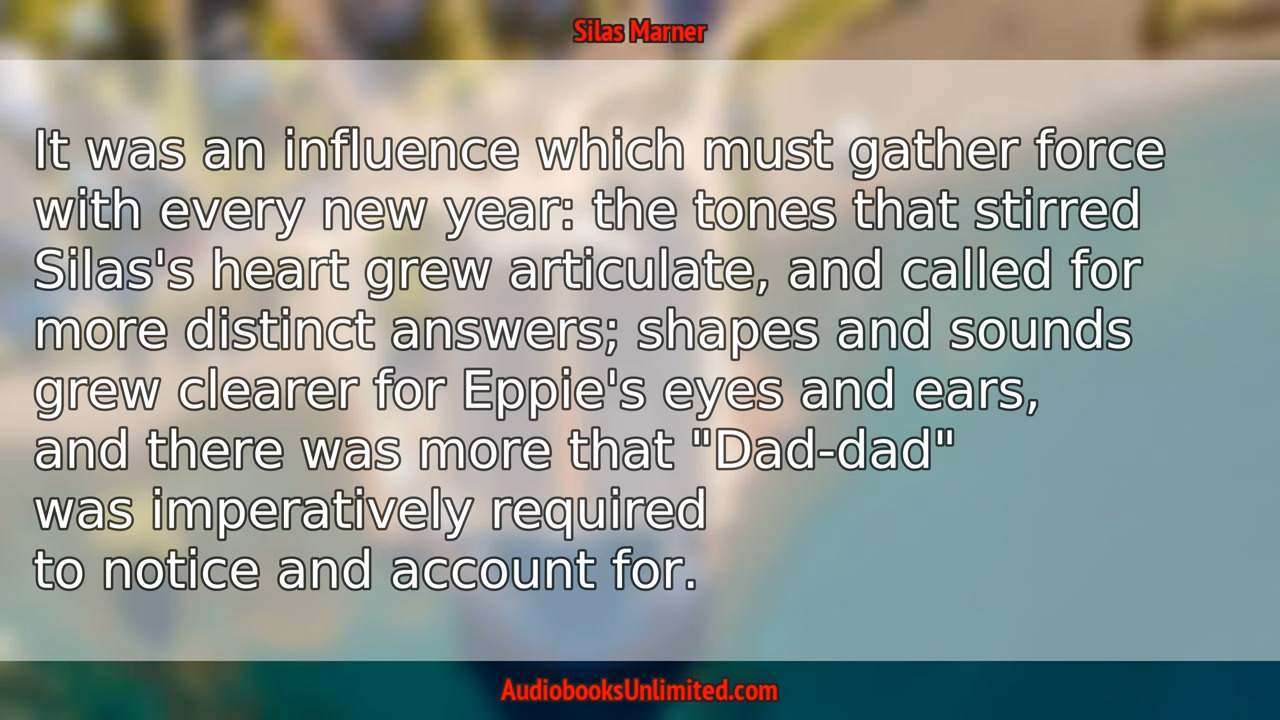 Silas Marner
It was an influence which must gather force
with every new year: the tones that stirred
Silas's heart grew articulate, and called for
more distinct answers; shapes and sounds
grew clearer for Eppie's eyes and ears,
and there was more that "Dad-dad"
was imperatively required
to notice and account for.
AudiobooksUnlimited.com